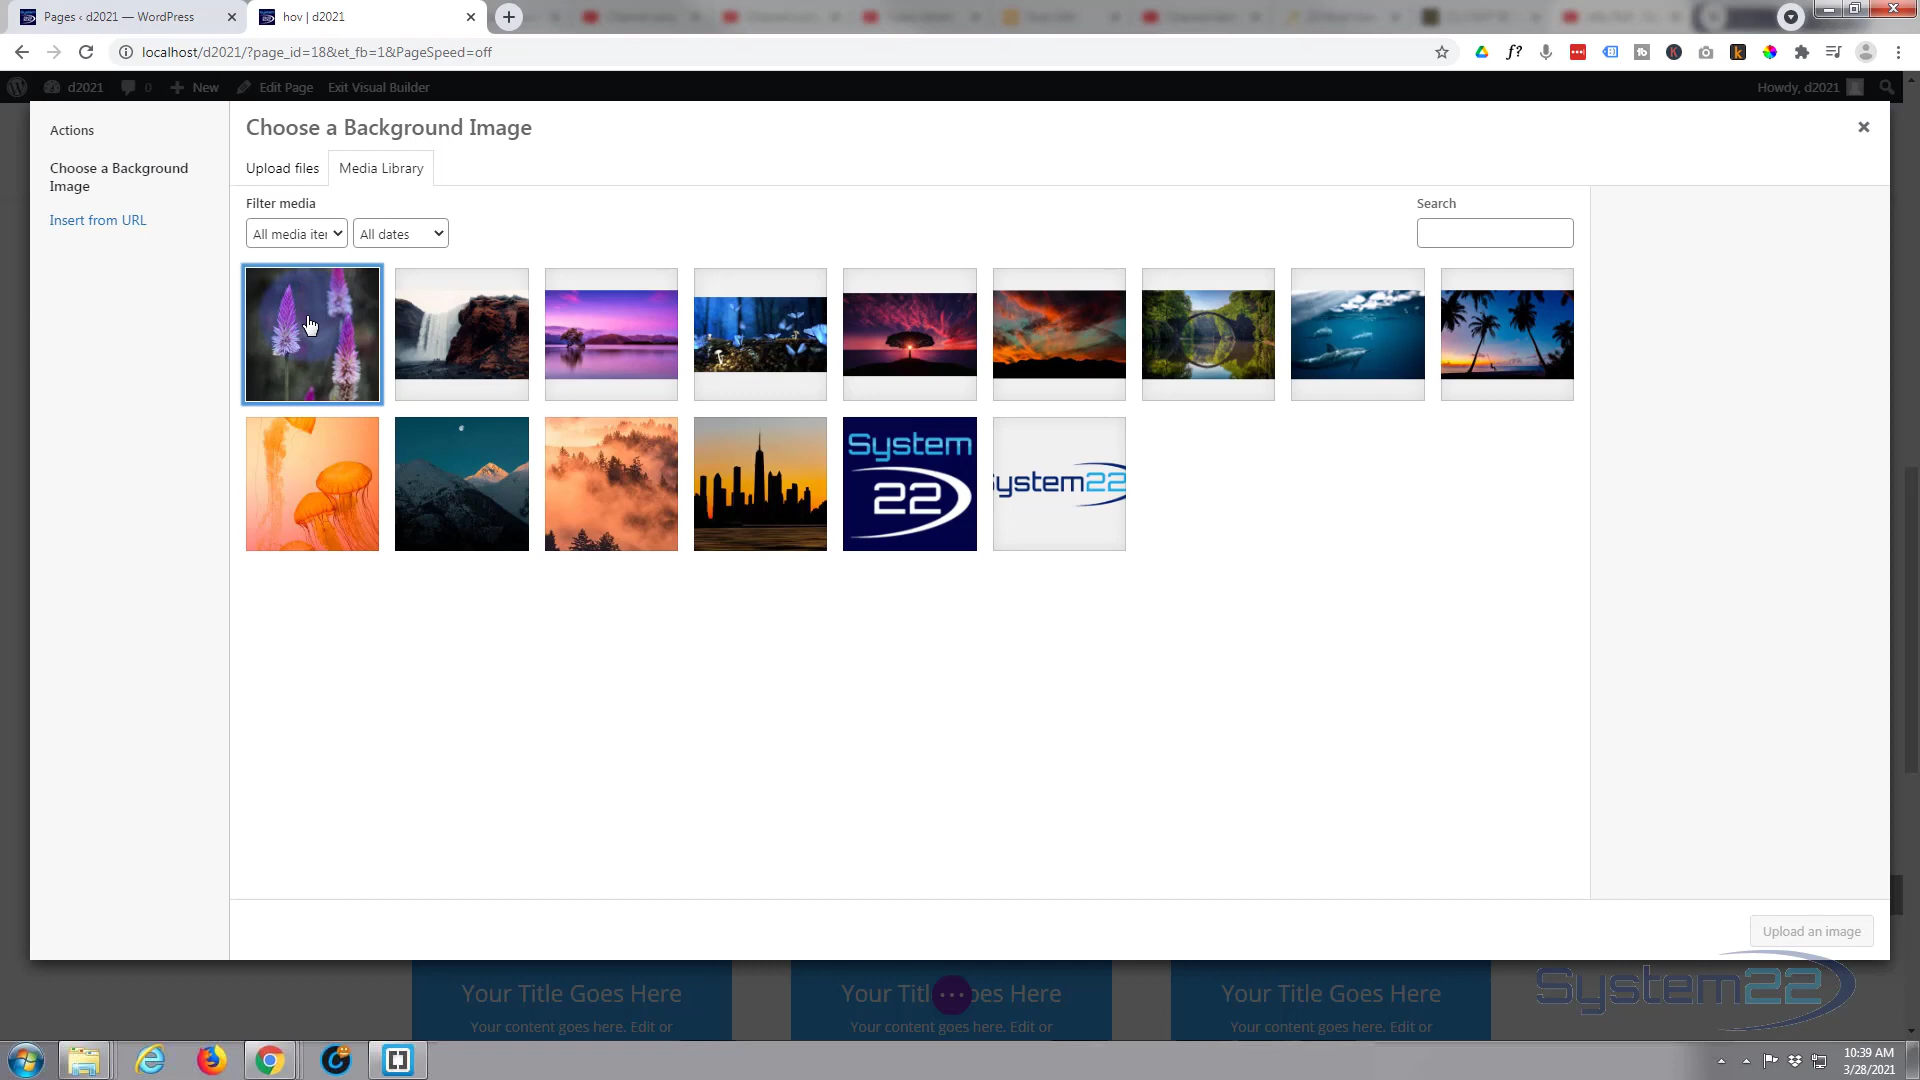 Pages ‹ d2021 — WordPress
hov | d2021
localhost/d2021/?page_id=18&et_fb=1&PageSpeed=off
d2021
0
New
Edit Page
Exit Visual Builder
Howdy, d2021
Actions
Choose a Background
Image
Insert from URL
Choose a Background Image
Upload files
Media Library
Filter media
Search
All media iter
All dates
System
22
ystem22
Upload an image
Your Title Goes Here
Your Titl
oes Here
Your Title Goes Here
Your content goes here. Edit or
Your content goes here. Edit or
Your content goes here. Edit or
System22
10:39 AM
3/28/2021